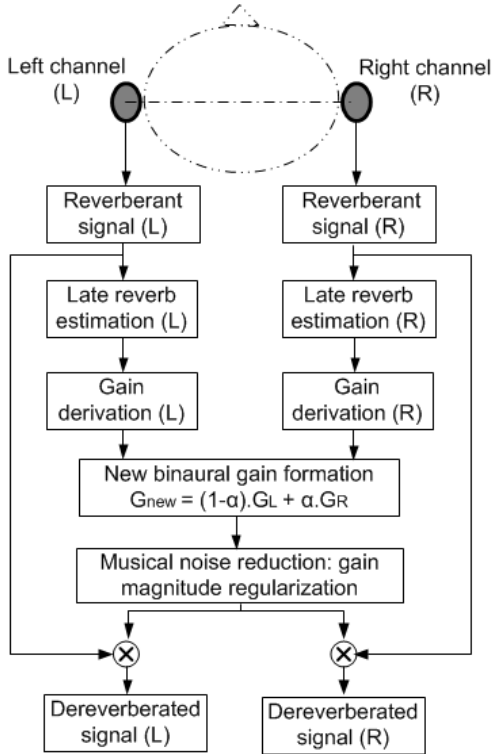 Left channel
(L)
Right channel
(R)
Reverberant
signal (L)
Reverberant
signal (R)
Late reverb
estimation (L)
Late reverb
estimation (R)
Gain
derivation (L)
Gain
derivation (R)
New binaural gain formation
Gnew = (1-α).GL + α.GR
Musical noise reduction: gain
magnitude regularization
Dereverberated
signal (L)
Dereverberated
signal (R)